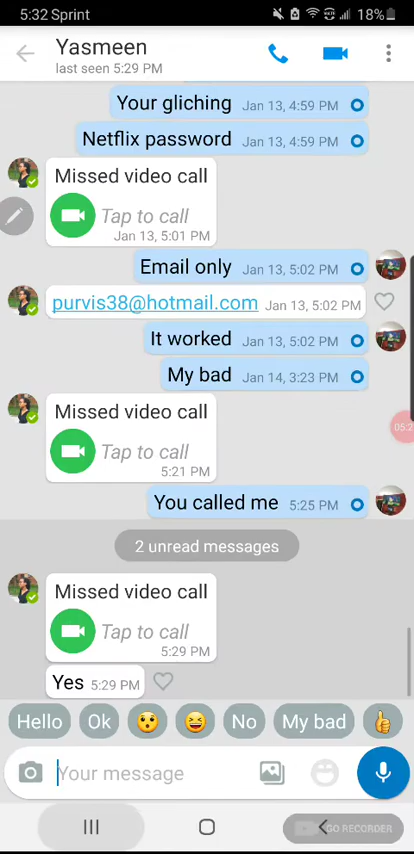 5:32 Sprint 18%
Yasmeen
last seen 5:29 PM
Your gliching Jan 13, 4:59 PM
Netflix password Jan 13, 4:59 PM
Missed video call
Tap to call
Jan 13, 5:01 PM
Email only Jan 13, 5:02 PM
purvis38@hotmail.com Jan 13, 5:02 PM
It worked Jan 13, 5:02 PM
My bad Jan 14, 3:23 PM
Missed video call
05:2
Tap to call
5:21 PM
You called me 5:25 PM
2 unread messages
Missed video call
Tap to call
5:29 PM
Yes 5:29 PM
Hello Ok No My bad
Your message
GO RECORDER